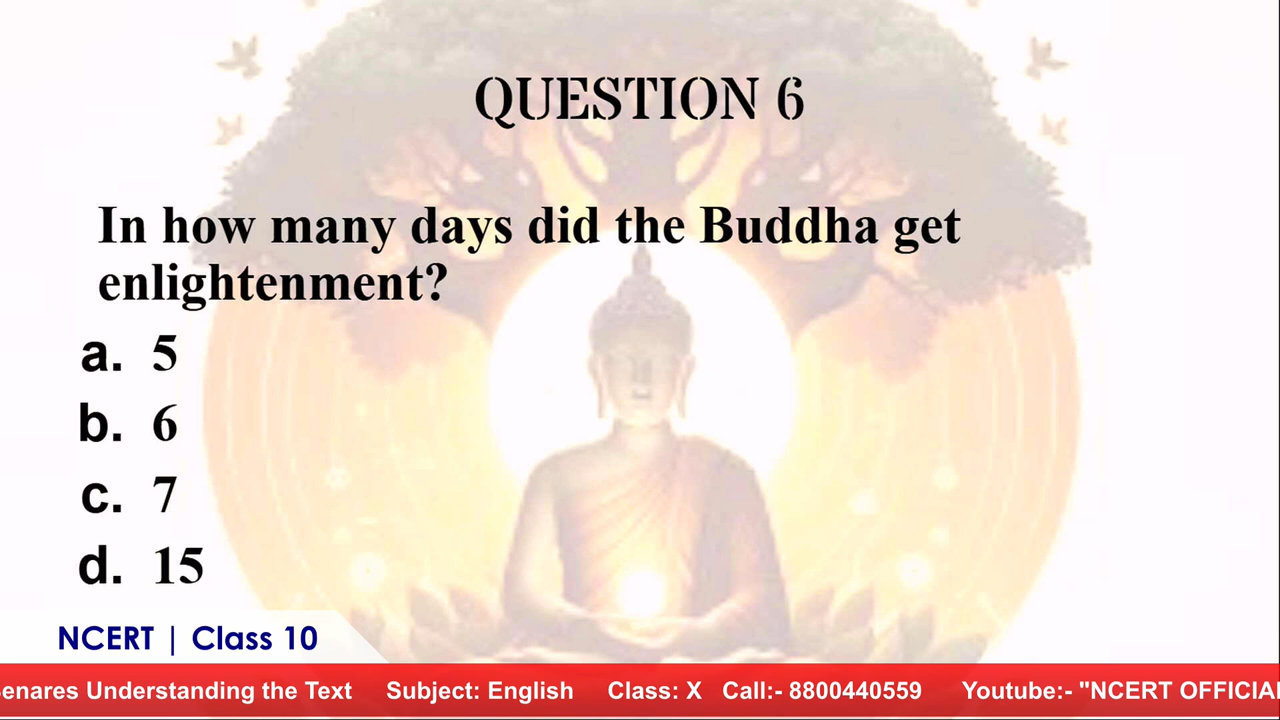 QUESTION 6
In how many days did the Buddha get
enlightenment?
a. 5
b. 6
c. 7
d. 15
NCERT | Class 10
Understanding the Text Subject: English Class: X Call:- 8800440559 Youtube:- "NCERT